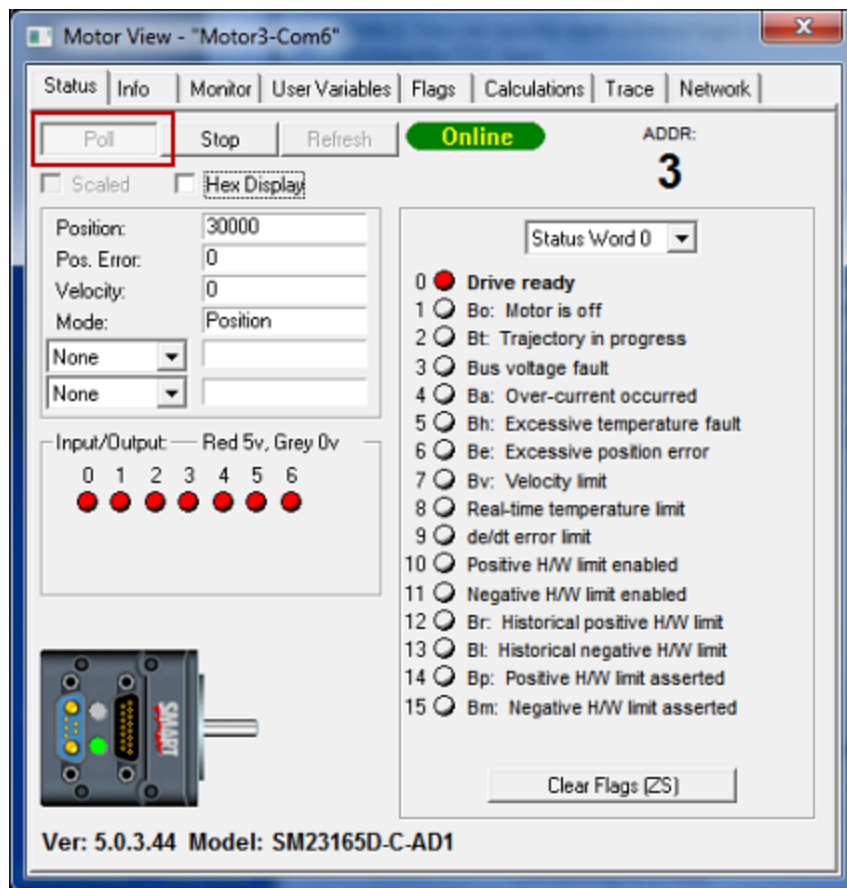 Motor View - "Motor3-Com6"
Status Info Monitor User Variables Flags Calculations Trace Network
Poll Stop Refresh Online ADDR:
3
Scaled Hex Display
Position: 30000
Pos. Error: 0
Velocity: 0
Mode: Position
None
None
Input/Output: Red 5v, Grey 0v
0 1 2 3 4 5 6
Status Word 0
0 Drive ready
1 Bo: Motor is off
2 Bt: Trajectory in progress
3 Bus voltage fault
4 Ba: Over-current occurred
5 Bh: Excessive temperature fault
6 Be: Excessive position error
7 Bv: Velocity limit
8 Real-time temperature limit
9 de/dt error limit
10 Positive H/W limit enabled
11 Negative H/W limit enabled
12 Br: Historical positive H/W limit
13 Bl: Historical negative H/W limit
14 Bp: Positive H/W limit asserted
15 Bm: Negative H/W limit asserted
Clear Flags (ZS)
SMART
Ver: 5.0.3.44 Model: SM23165D-C-AD1